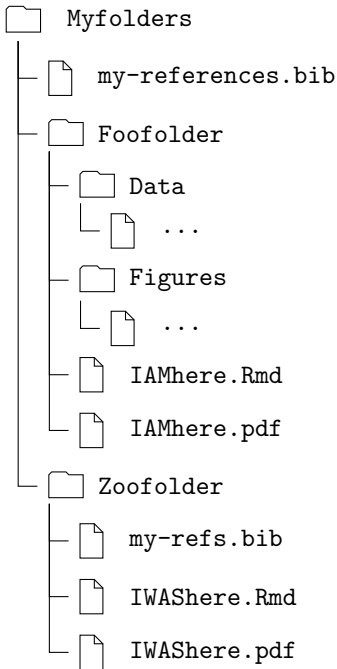 Myfolders
my-references.bib
Foofolder
Data
...
Figures
...
IAMhere.Rmd
IAMhere.pdf
Zoofolder
my-refs.bib
IWAShere.Rmd
IWAShere.pdf